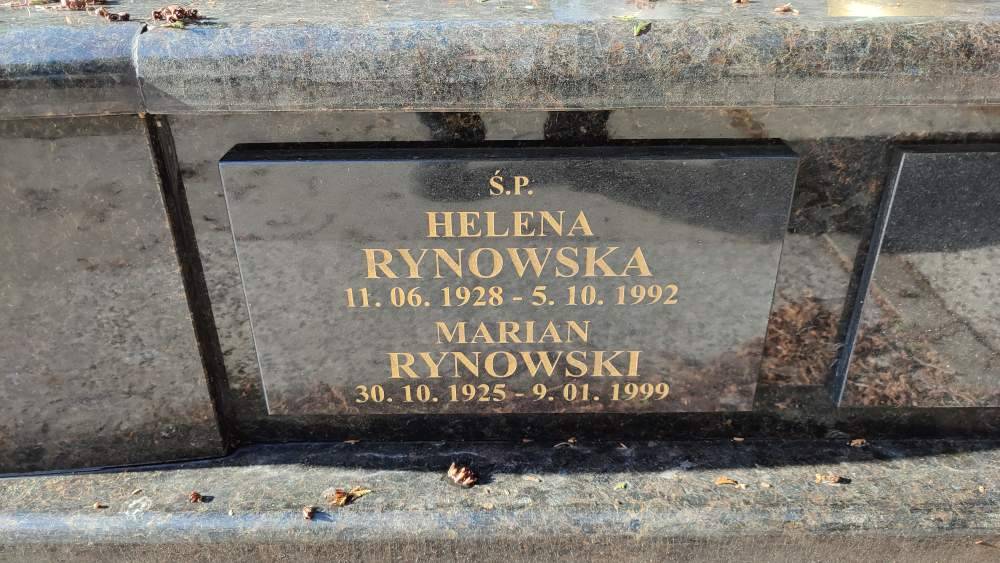 Ś.P.
HELENA
RYNOWSKA
11. 06. 1928 - 5. 10. 1992
MARIAN
RYNOWSKI
30. 10. 1925 - 9. 01. 1999